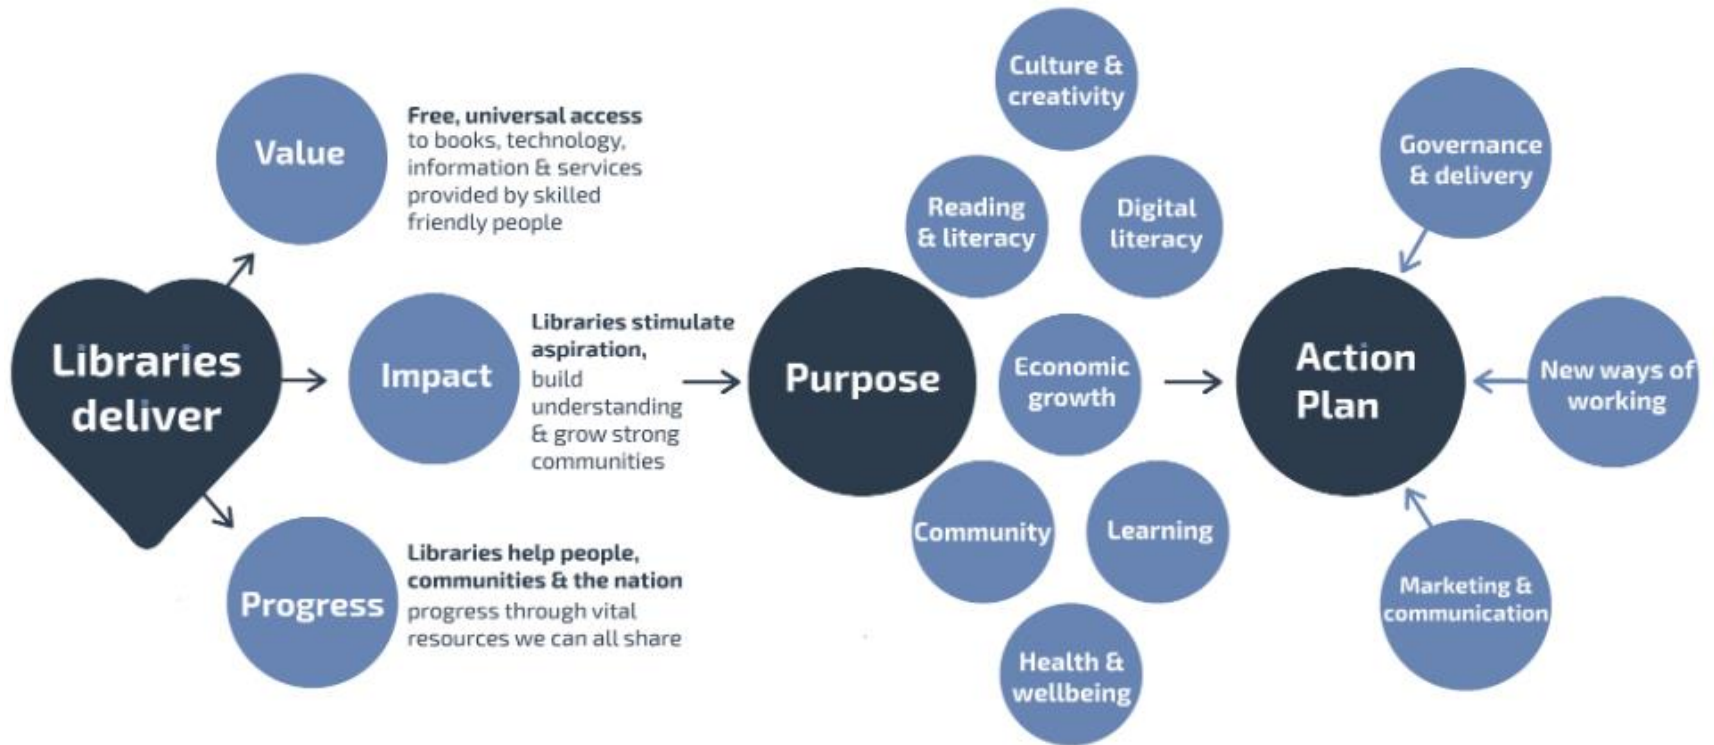 Libraries
deliver
Value
Free, universal access
to books, technology,
information & services
provided by skilled
friendly people
Impact
Libraries stimulate
aspiration,
build
understanding
& grow strong
communities
Progress
Libraries help people,
communities & the nation
progress through vital
resources we can all share
Purpose
Culture &
creativity
Reading
& literacy
Digital
literacy
Economic
growth
Community
Learning
Health &
wellbeing
Action
Plan
Governance
& delivery
New ways of
working
Marketing &
communication